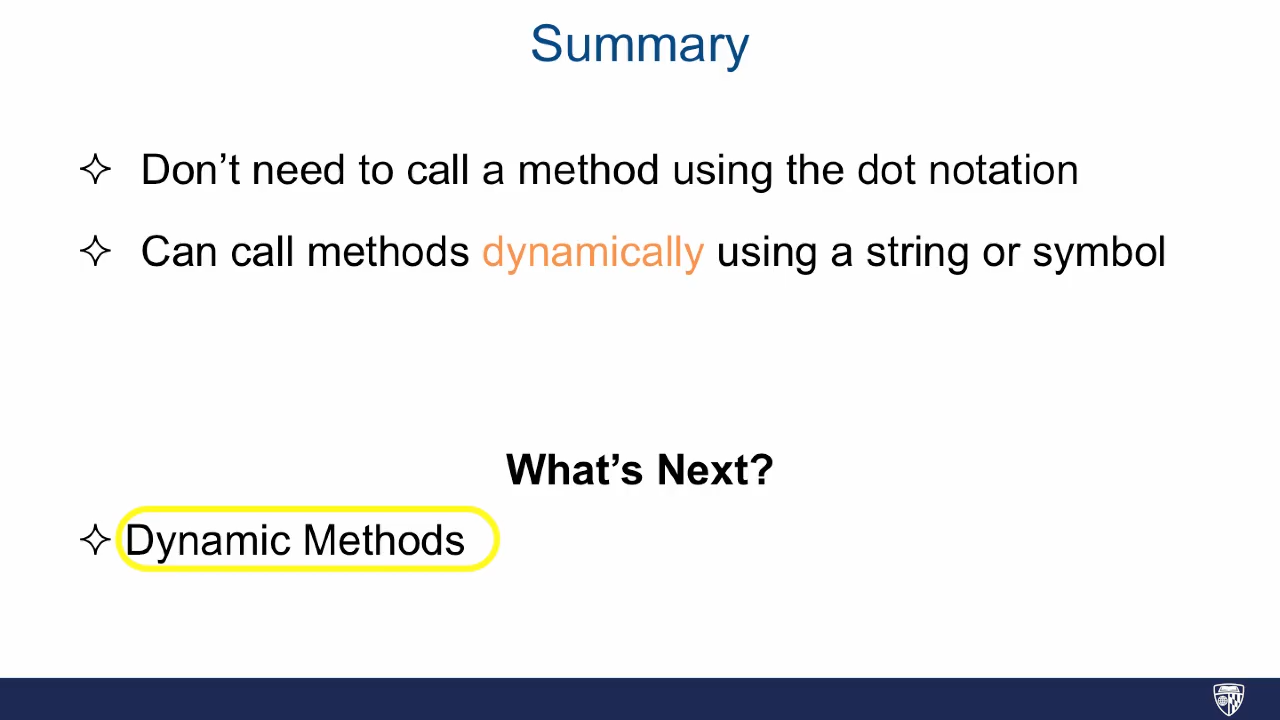 Summary
✧ Don’t need to call a method using the dot notation
✧ Can call methods dynamically using a string or symbol
What’s Next?
✧ Dynamic Methods